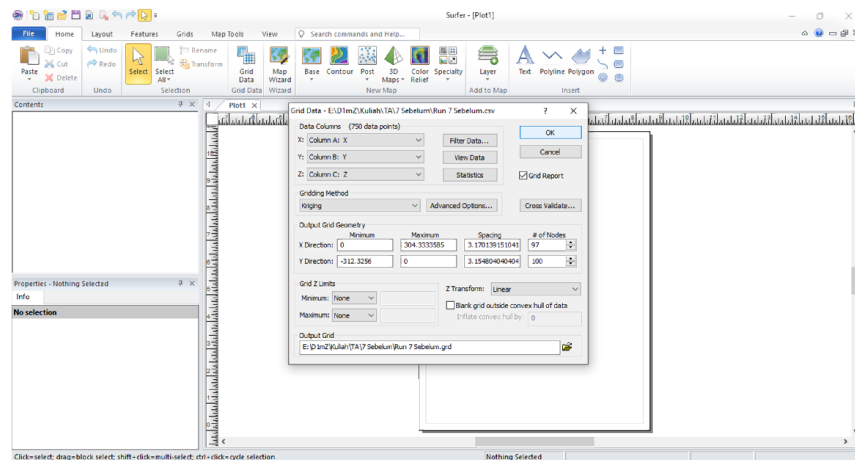 Surfer - [Plot1]
File Home Layout Features Grids Map Tools View Search commands and Help...
Paste Copy Cut Delete Undo Redo Select Select All Rename Transform Grid Data Map Wizard Base Contour Post 3D Maps Color Relief Specialty Layer Text Polyline Polygon
Clipboard Undo Selection Grid Data Wizard New Map Add to Map Insert
Contents
Plot1
Grid Data - E:\D1mZ\Kuliah\TA\7 Sebelum\Run 7 Sebelum.csv
Data Columns (750 data points)
X: Column A: X
Filter Data...
OK
Y: Column B: Y
View Data
Cancel
Z: Column C: Z
Statistics
Grid Report
Gridding Method
Kriging
Advanced Options...
Cross Validate...
Output Grid Geometry
Minimum Maximum Spacing # of Nodes
X Direction: 0 304.3333585 3.170139151041 97
Y Direction: -312.3256 0 3.154804040404 100
Grid Z Limits
Minimum: None
Maximum: None
Z Transform: Linear
Blank grid outside convex hull of data
Inflate convex hull by: 0
Output Grid
E:\D1mZ\Kuliah\TA\7 Sebelum\Run 7 Sebelum.grd
Properties - Nothing Selected
Info
No selection
Click=select; drag=block select; shift+click=multi-select; ctrl+click=cycle selection
Nothing Selected